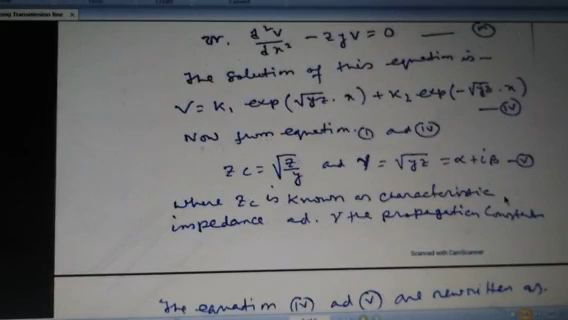 or. d²V/dx² - zyV = 0 — (iii)
The solution of this equation is -
V = K₁ exp(√yz · x) + K₂ exp(-√yz · x) — (iv)
Now from equation (i) and (iv)
Zc = √z/y and γ = √yz = α + iβ — (v)
where Zc is known as characteristic
impedance ad. γ the propagation Constant
Scanned with CamScanner
The equation (iv) ad (v) are rewritten as.